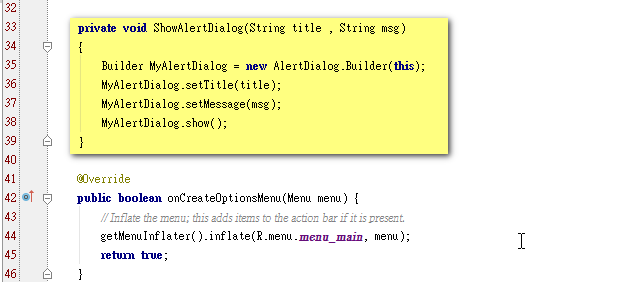 32
33 private void ShowAlertDialog(String title , String msg)
34 {
35 Builder MyAlertDialog = new AlertDialog.Builder(this);
36 MyAlertDialog.setTitle(title);
37 MyAlertDialog.setMessage(msg);
38 MyAlertDialog.show();
39 }
40
41 @Override
42 public boolean onCreateOptionsMenu(Menu menu) {
43 // Inflate the menu; this adds items to the action bar if it is present.
44 getMenuInflater().inflate(R.menu.menu_main, menu);
45 return true;
46 }